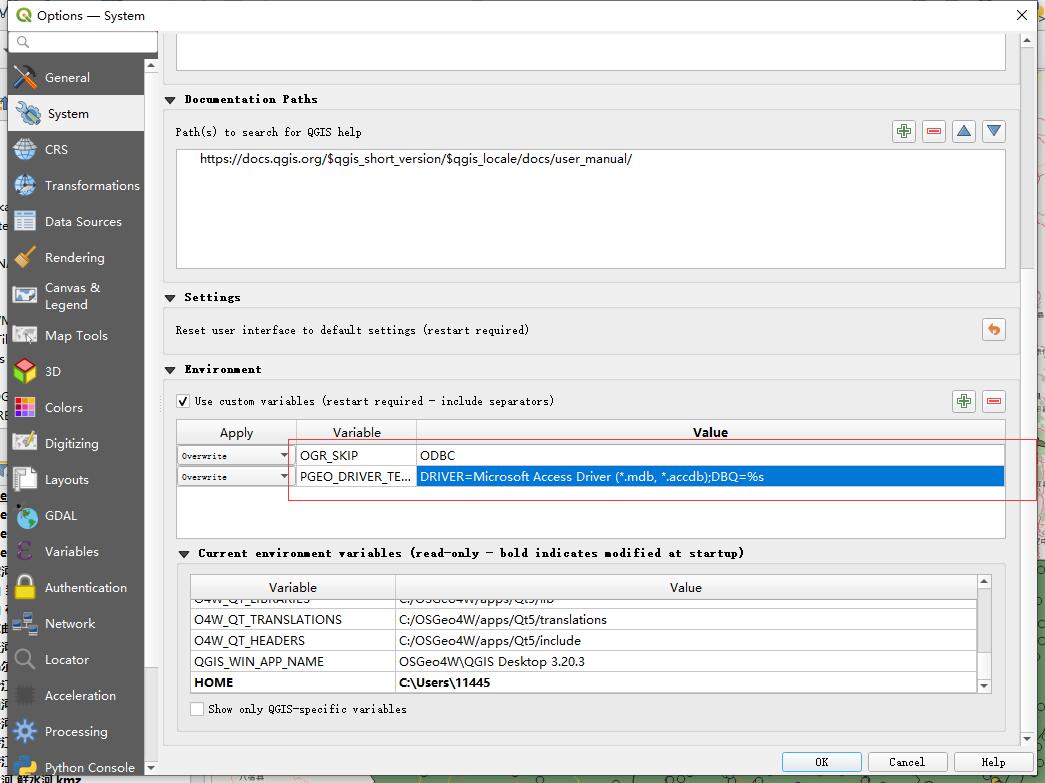 Options — System
General
System
CRS
Transformations
Data Sources
Rendering
Canvas &
Legend
Map Tools
3D
Colors
Digitizing
Layouts
GDAL
Variables
Authentication
Network
Locator
Acceleration
Processing
Python Console
Documentation Paths
Path(s) to search for QGIS help
https://docs.qgis.org/$qgis_short_version/$qgis_locale/docs/user_manual/
Settings
Reset user interface to default settings (restart required)
Environment
Use custom variables (restart required - include separators)
Apply Variable Value
Overwrite OGR_SKIP ODBC
Overwrite PGEO_DRIVER_TE... DRIVER=Microsoft Access Driver (*.mdb, *.accdb);DBQ=%s
Current environment variables (read-only - bold indicates modified at startup)
Variable Value
O4W_QT_LIBRARIES C:/OSGeo4W/apps/Qt5/lib
O4W_QT_TRANSLATIONS C:/OSGeo4W/apps/Qt5/translations
O4W_QT_HEADERS C:/OSGeo4W/apps/Qt5/include
QGIS_WIN_APP_NAME OSGeo4W\QGIS Desktop 3.20.3
HOME C:\Users\11445
Show only QGIS-specific variables
OK Cancel Help